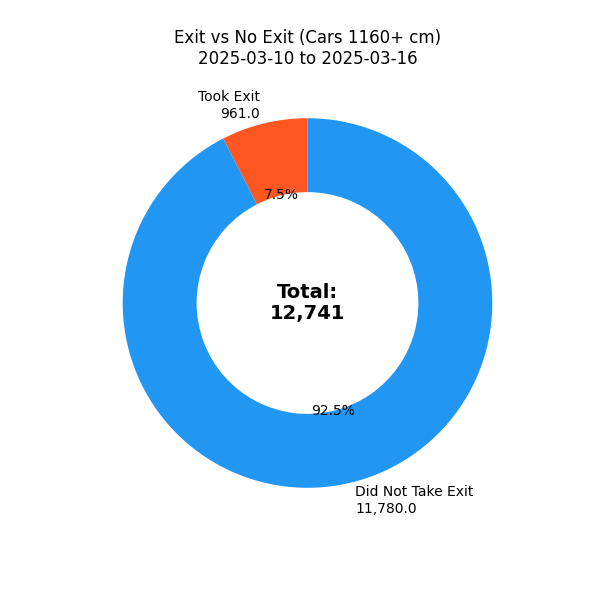 Exit vs No Exit (Cars 1160+ cm)
2025-03-10 to 2025-03-16
Took Exit
961.0
7.5%
Total:
12,741
92.5%
Did Not Take Exit
11,780.0